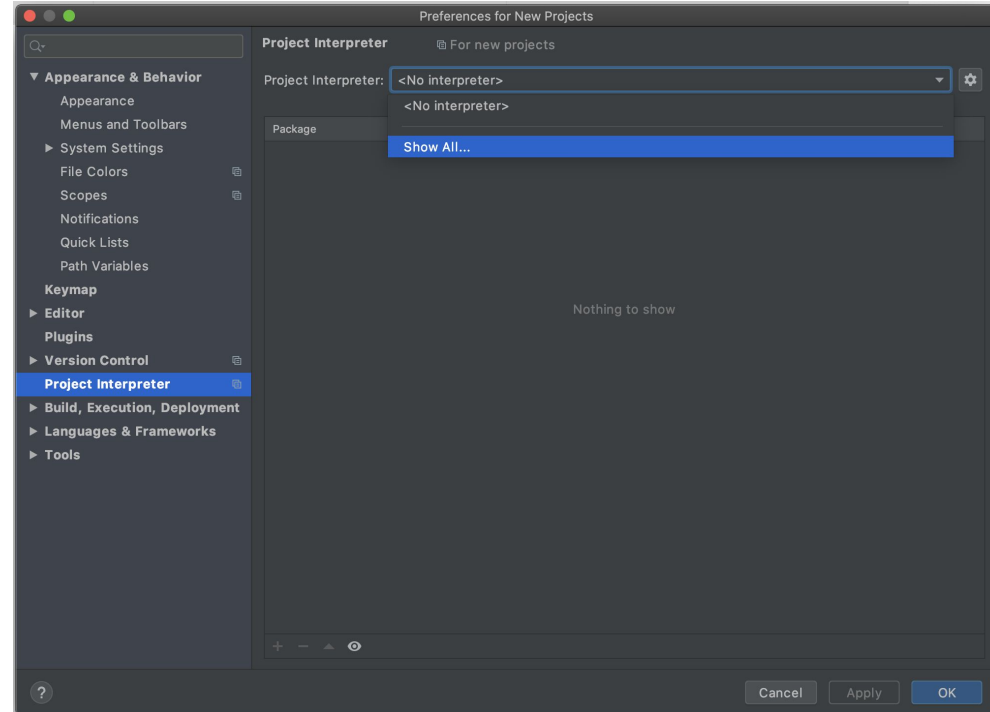 Preferences for New Projects
Appearance & Behavior
Appearance
Menus and Toolbars
System Settings
File Colors
Scopes
Notifications
Quick Lists
Path Variables
Keymap
Editor
Plugins
Version Control
Project Interpreter
Build, Execution, Deployment
Languages & Frameworks
Tools
Project Interpreter For new projects
Project Interpreter: <No interpreter>
<No interpreter>
Show All...
Package
Nothing to show
+ −
? Cancel Apply OK